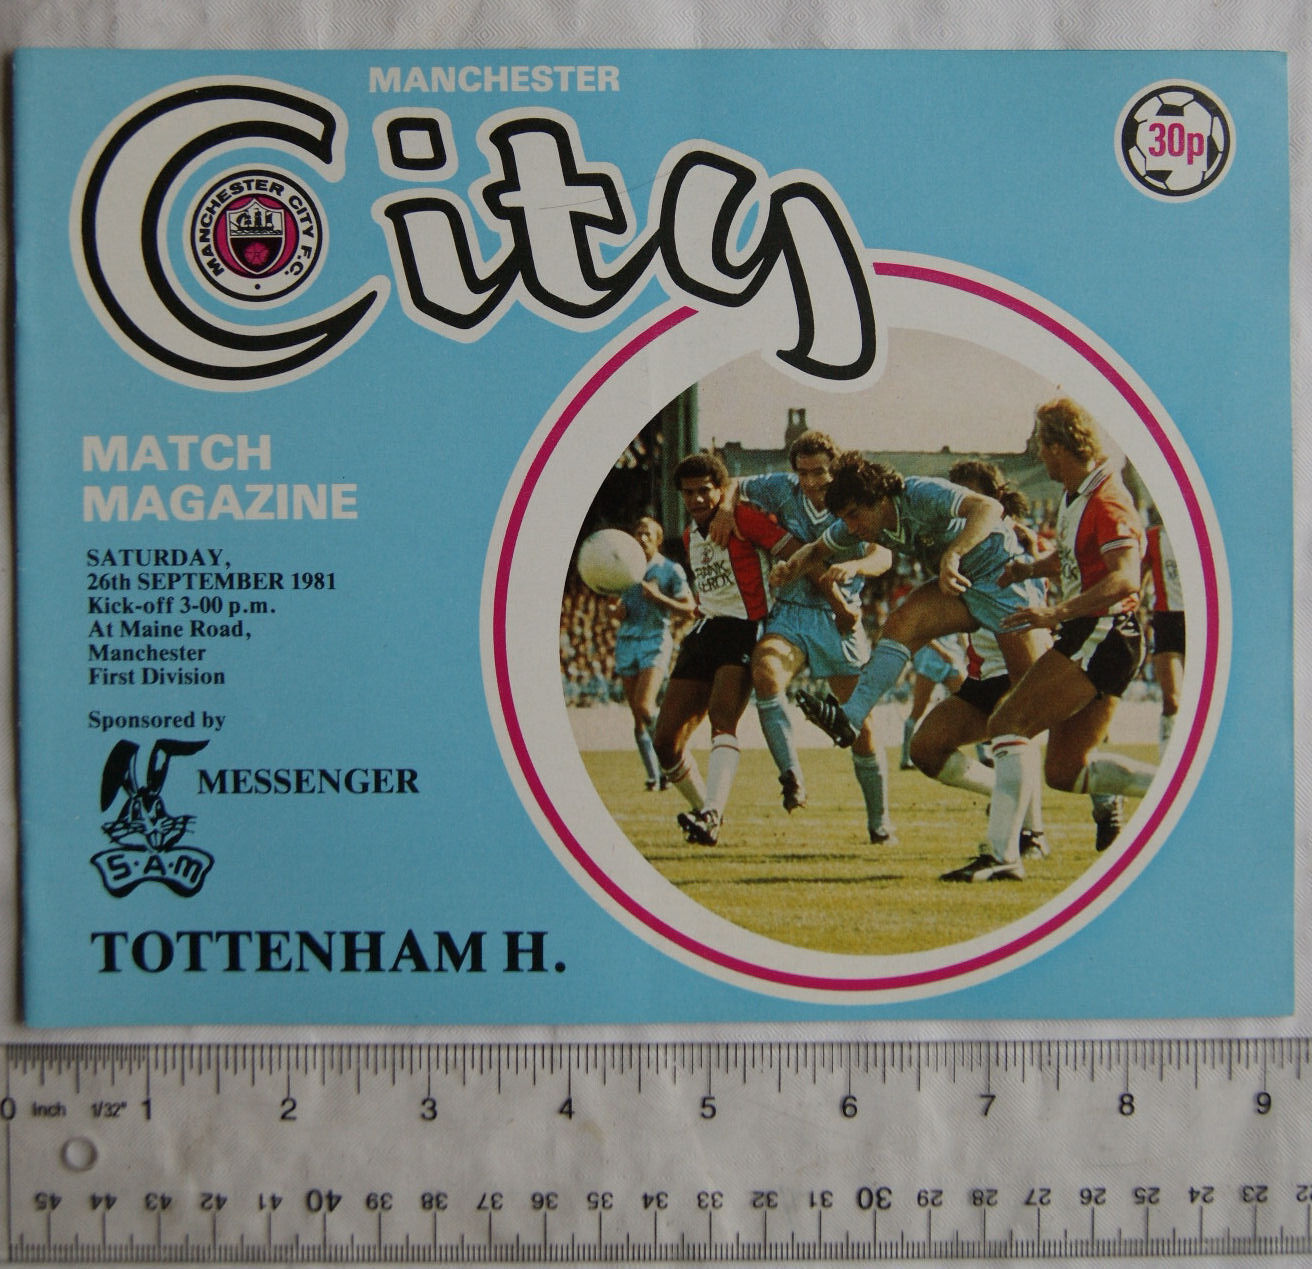 MANCHESTER
City
MANCHESTER CITY F.C.
30p
MATCH
MAGAZINE
SATURDAY,
26th SEPTEMBER 1981
Kick-off 3-00 p.m.
At Maine Road,
Manchester
First Division
Sponsored by
MESSENGER
S·A·M
TOTTENHAM H.
RANK
XEROX
0 Inch 1/32" 1 2 3 4 5 6 7 8 9
45 44 43 42 41 40 39 38 37 36 35 34 33 32 31 30 29 28 27 26 25 24 23 22